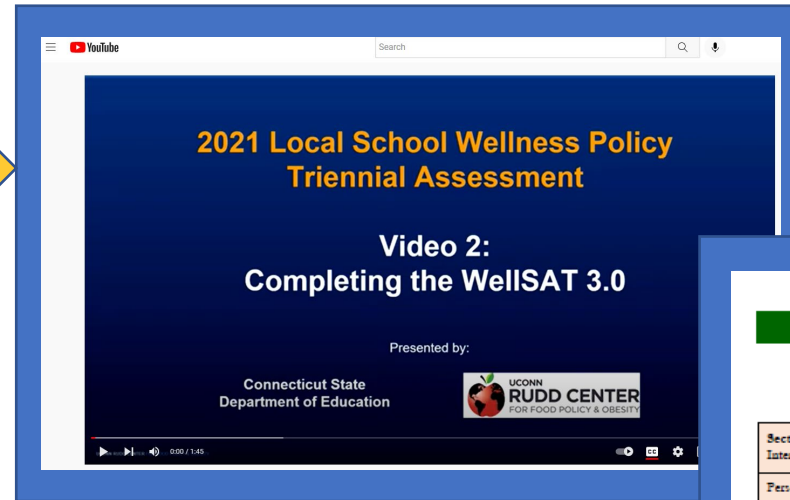 YouTube
Search
2021 Local School Wellness Policy
Triennial Assessment
Video 2:
Completing the WellSAT 3.0
Presented by:
Connecticut State
Department of Education
UCONN
RUDD CENTER
FOR FOOD POLICY & OBESITY
0:00 / 1:45
CC